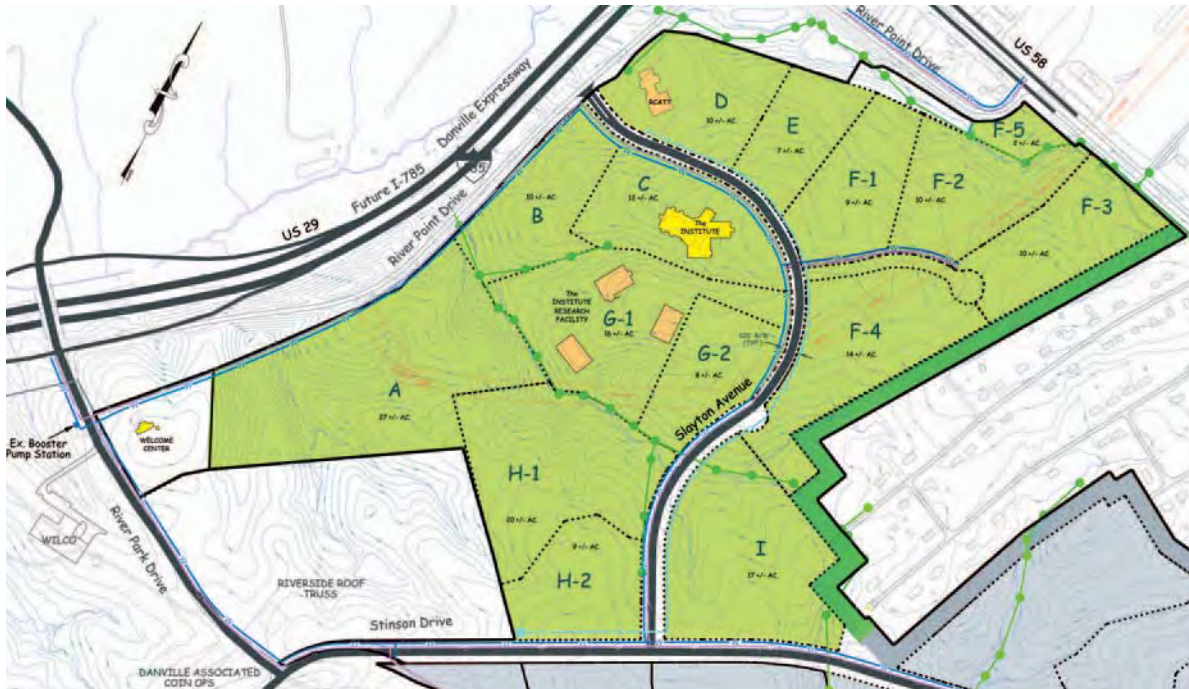 River Point Drive
US 58
Danville Expressway
Future I-785
US 29
River Point Drive
RCATT
D
10 +/- AC.
E
7 +/- AC.
F-5
2 +/- AC.
F-1
9 +/- AC.
F-2
10 +/- AC.
F-3
10 +/- AC.
C
B
10 +/- AC.
The
INSTITUTE
The
INSTITUTE
RESEARCH
FACILITY
G-1
16 +/- AC.
G-2
8 +/- AC.
F-4
14 +/- AC.
A
27 +/- AC.
Slayton Avenue
Ex. Booster
Pump Station
WELCOME
CENTER
H-1
20 +/- AC.
9 +/- AC.
H-2
I
17 +/- AC.
WILCO
River Park Drive
RIVERSIDE ROOF
TRUSS
Stinson Drive
DANVILLE ASSOCIATED
COIN OPS